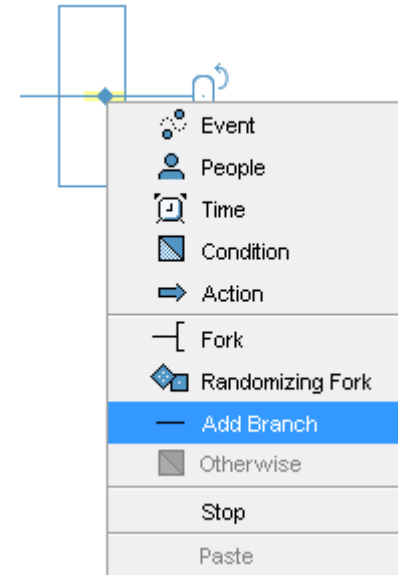 Event
People
Time
Condition
Action
Fork
Randomizing Fork
Add Branch
Otherwise
Stop
Paste